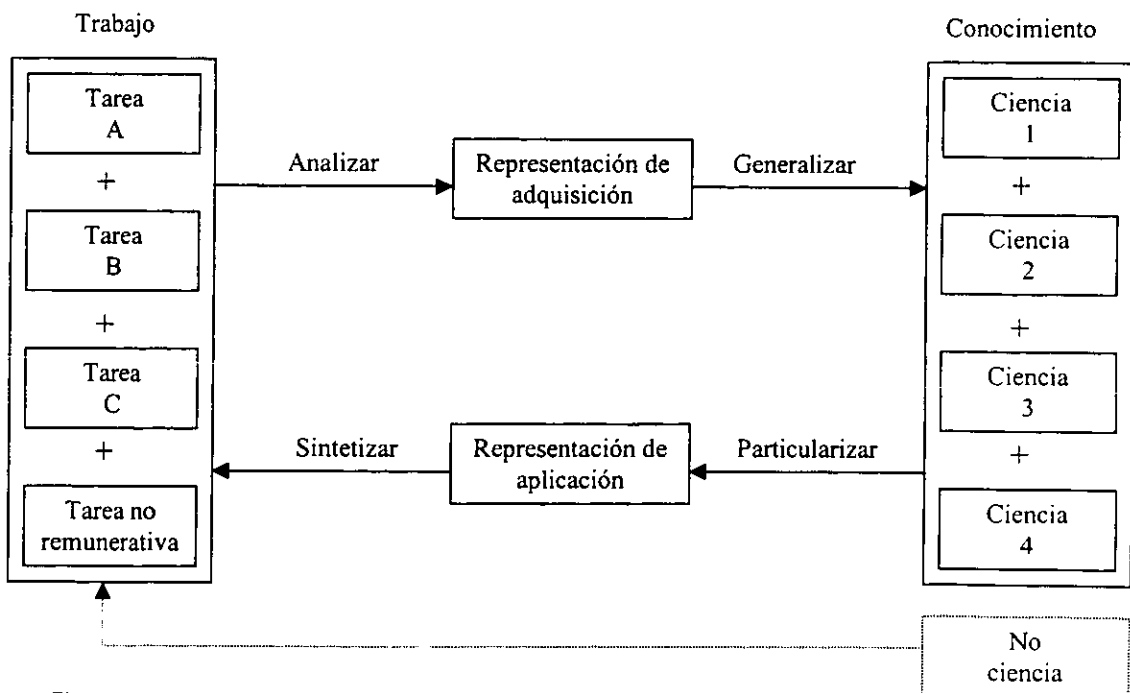 Trabajo
Conocimiento
Tarea
A
+
Tarea
B
+
Tarea
C
+
Tarea no
remunerativa
Analizar
Representación de
adquisición
Generalizar
Sintetizar
Representación de
aplicación
Particularizar
Ciencia
1
+
Ciencia
2
+
Ciencia
3
+
Ciencia
4
No
ciencia